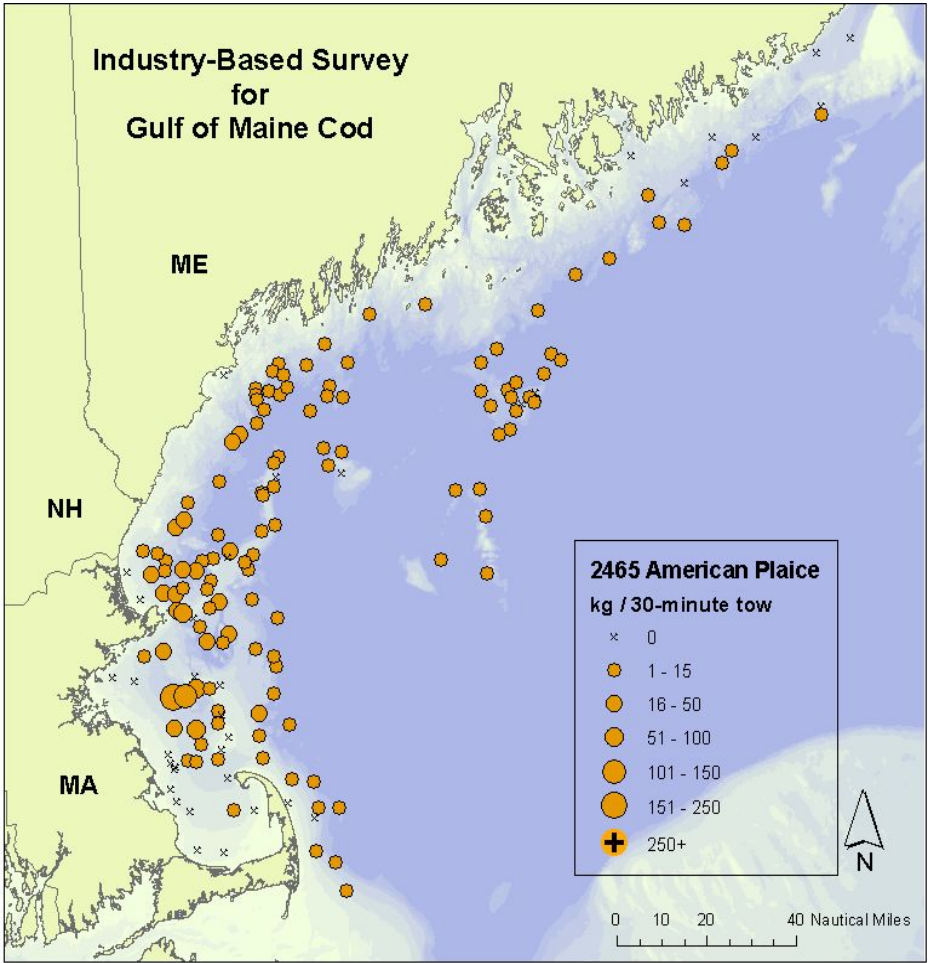 Industry-Based Survey
for
Gulf of Maine Cod
ME
NH
MA
2465 American Plaice
kg / 30-minute tow
0
1 - 15
16 - 50
51 - 100
101 - 150
151 - 250
250+
N
0 10 20 40 Nautical Miles